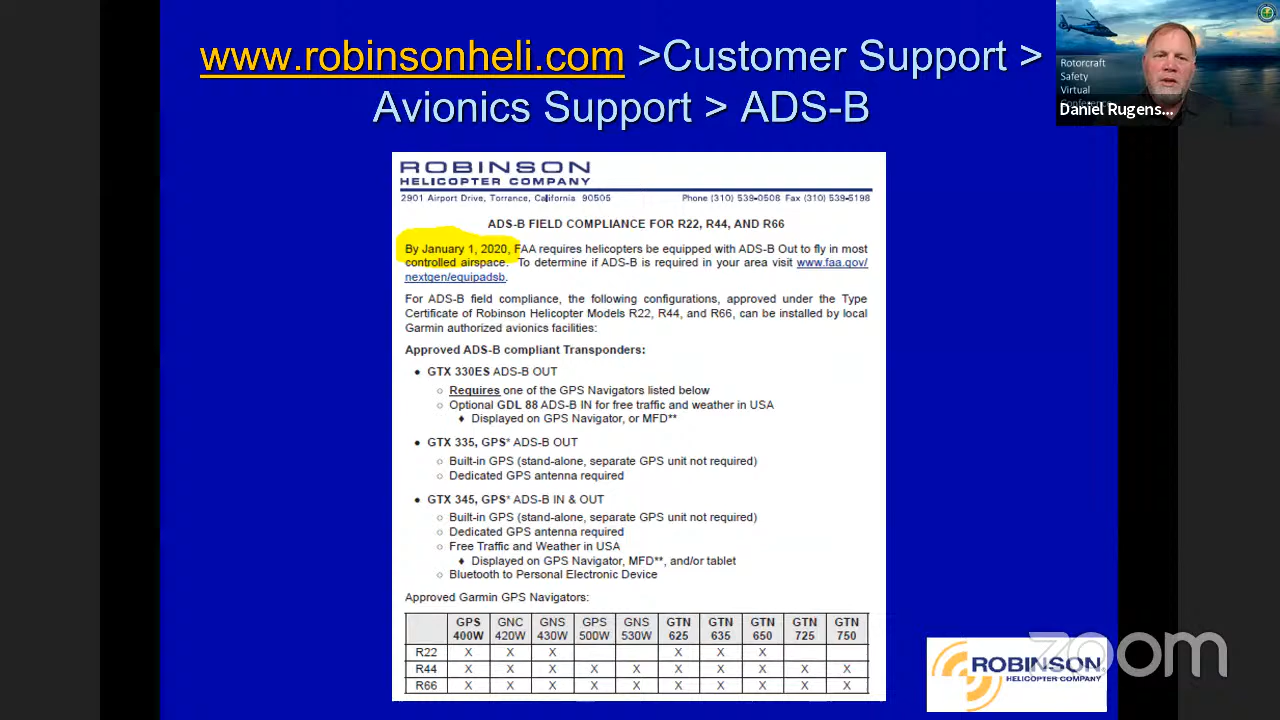 www.robinsonheli.com >Customer Support >
Avionics Support > ADS-B
Rotorcraft
Safety
Virtual
Daniel Rugens...
ROBINSON
HELICOPTER COMPANY
2901 Airport Drive, Torrance, California 90505 Phone (310) 539-0508 Fax (310) 539-5198
ADS-B FIELD COMPLIANCE FOR R22, R44, AND R66
By January 1, 2020, FAA requires helicopters be equipped with ADS-B Out to fly in most
controlled airspace. To determine if ADS-B is required in your area visit www.faa.gov/
nextgen/equipadsb.
For ADS-B field compliance, the following configurations, approved under the Type
Certificate of Robinson Helicopter Models R22, R44, and R66, can be installed by local
Garmin authorized avionics facilities:
Approved ADS-B compliant Transponders:
• GTX 330ES ADS-B OUT
○ Requires one of the GPS Navigators listed below
○ Optional GDL 88 ADS-B IN for free traffic and weather in USA
♦ Displayed on GPS Navigator, or MFD**
• GTX 335, GPS* ADS-B OUT
○ Built-in GPS (stand-alone, separate GPS unit not required)
○ Dedicated GPS antenna required
• GTX 345, GPS* ADS-B IN & OUT
○ Built-in GPS (stand-alone, separate GPS unit not required)
○ Dedicated GPS antenna required
○ Free Traffic and Weather in USA
♦ Displayed on GPS Navigator, MFD**, and/or tablet
○ Bluetooth to Personal Electronic Device
Approved Garmin GPS Navigators:
GPS GNC GNS GPS GNS GTN GTN GTN GTN GTN
400W 420W 430W 500W 530W 625 635 650 725 750
R22 X X X X X X
R44 X X X X X X X X X X
R66 X X X X X X X X X X
ROBINSON
HELICOPTER COMPANY
zoom